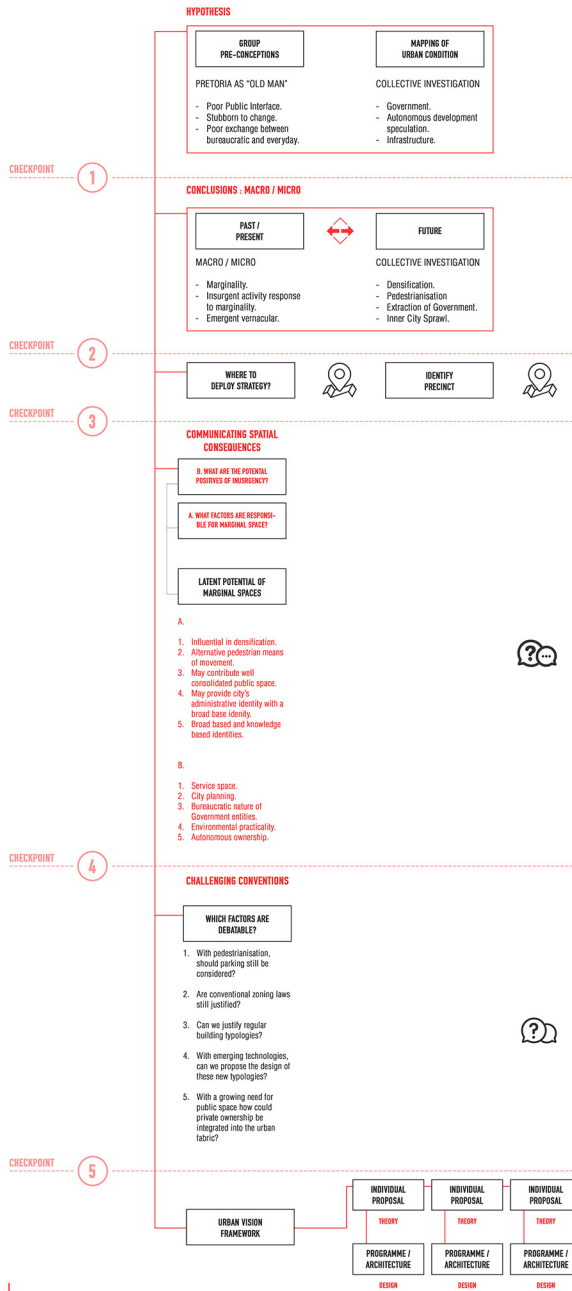 HYPOTHESIS
GROUP
PRE-CONCEPTIONS
MAPPING OF
URBAN CONDITION
PRETORIA AS “OLD MAN”
- Poor Public Interface.
- Stubborn to change.
- Poor exchange between
bureaucratic and everyday.
COLLECTIVE INVESTIGATION
- Government.
- Autonomous development
speculation.
- Infrastructure.
CHECKPOINT
1
CONCLUSIONS : MACRO / MICRO
PAST /
PRESENT
FUTURE
MACRO / MICRO
- Marginality.
- Insurgent activity response
to marginality.
- Emergent vernacular.
COLLECTIVE INVESTIGATION
- Densification.
- Pedestrianisation
- Extraction of Government.
- Inner City Sprawl.
CHECKPOINT
2
WHERE TO
DEPLOY STRATEGY?
IDENTIFY
PRECINCT
CHECKPOINT
3
COMMUNICATING SPATIAL
CONSEQUENCES
B. WHAT ARE THE POTENTAL
POSITIVES OF INUSRGENCY?
A. WHAT FACTORS ARE RESPONSI-
BLE FOR MARGINAL SPACE?
LATENT POTENTIAL OF
MARGINAL SPACES
A.
1. Influential in densification.
2. Alternative pedestrian means
of movement.
3. May contribute well
consolidated public space.
4. May provide city's
administrative identity with a
broad base idenity.
5. Broad based and knowledge
based identities.
B.
1. Service space.
2. City planning.
3. Bureaucratic nature of
Government entities.
4. Environmental practicality.
5. Autonomous ownership.
CHECKPOINT
4
CHALLENGING CONVENTIONS
WHICH FACTORS ARE
DEBATABLE?
1. With pedestrianisation,
should parking still be
considered?
2. Are conventional zoning laws
still justified?
3. Can we justify regular
building typologies?
4. With emerging technologies,
can we propose the design of
these new typologies?
5. With a growing need for
public space how could
private ownership be
integrated into the urban
fabric?
CHECKPOINT
5
URBAN VISION
FRAMEWORK
INDIVIDUAL
PROPOSAL
INDIVIDUAL
PROPOSAL
INDIVIDUAL
PROPOSAL
THEORY
THEORY
THEORY
PROGRAMME /
ARCHITECTURE
PROGRAMME /
ARCHITECTURE
PROGRAMME /
ARCHITECTURE
DESIGN
DESIGN
DESIGN